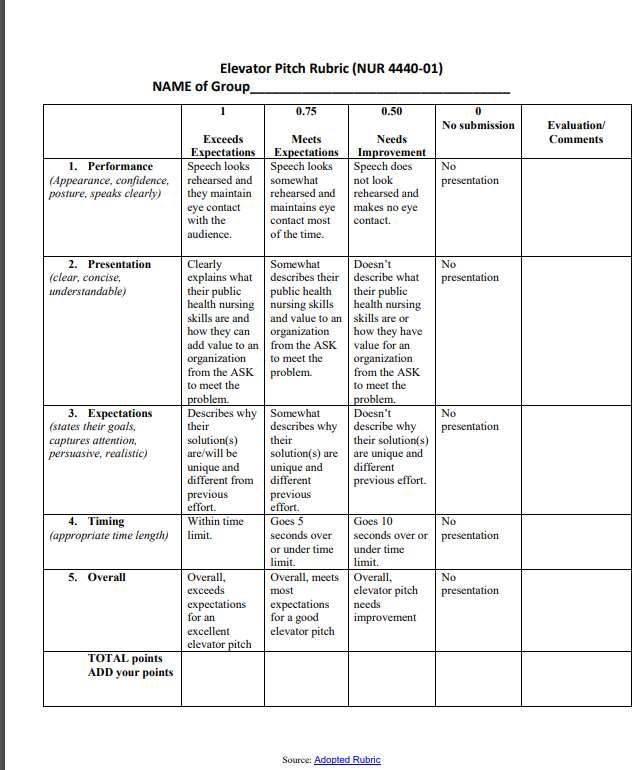 Elevator Pitch Rubric (NUR 4440-01)
NAME of Group___________________________________
1
Exceeds
Expectations
0.75
Meets
Expectations
0.50
Needs
Improvement
0
No submission
Evaluation/
Comments
1. Performance
(Appearance, confidence,
posture, speaks clearly)
Speech looks
rehearsed and
they maintain
eye contact
with the
audience.
Speech looks
somewhat
rehearsed and
maintains eye
contact most
of the time.
Speech does
not look
rehearsed and
makes no eye
contact.
No
presentation
2. Presentation
(clear, concise,
understandable)
Clearly
explains what
their public
health nursing
skills are and
how they can
add value to an
organization
from the ASK
to meet the
problem.
Somewhat
describes their
public health
nursing skills
and value to an
organization
from the ASK
to meet the
problem.
Doesn't
describe what
their public
health nursing
skills are or
how they have
value for an
organization
from the ASK
to meet the
problem.
No
presentation
3. Expectations
(states their goals,
captures attention,
persuasive, realistic)
Describes why
their
solution(s)
are/will be
unique and
different from
previous
effort.
Somewhat
describes why
their
solution(s) are
unique and
different
previous
effort.
Doesn't
describe why
their solution(s)
are unique and
different
previous effort.
No
presentation
4. Timing
(appropriate time length)
Within time
limit.
Goes 5
seconds over
or under time
limit.
Goes 10
seconds over or
under time
limit.
No
presentation
5. Overall
Overall,
exceeds
expectations
for an
excellent
elevator pitch
Overall, meets
most
expectations
for a good
elevator pitch
Overall,
elevator pitch
needs
improvement
No
presentation
TOTAL points
ADD your points
Source: Adopted Rubric